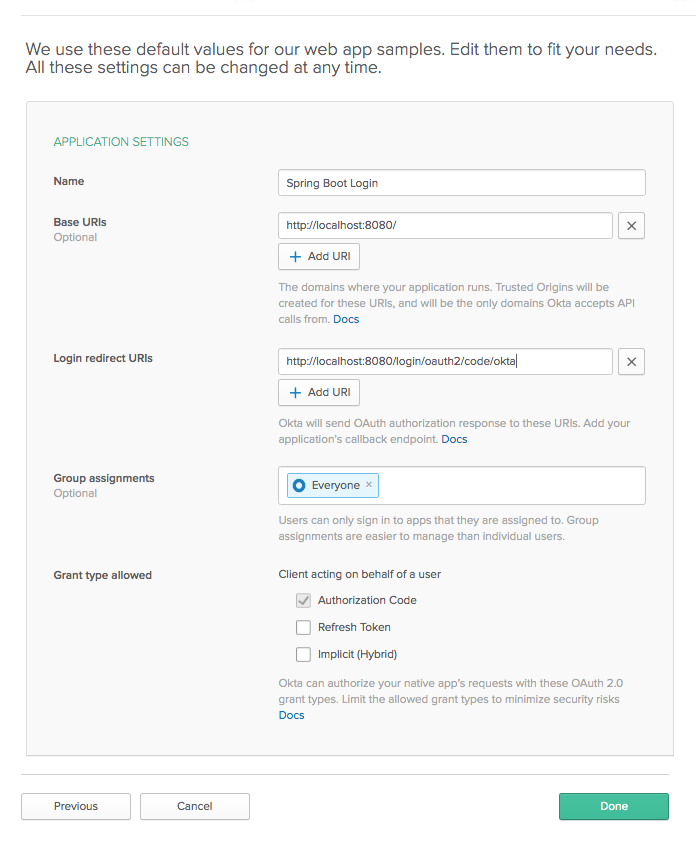 We use these default values for our web app samples. Edit them to fit your needs.
All these settings can be changed at any time.
APPLICATION SETTINGS
Name
Spring Boot Login
Base URIs
Optional
http://localhost:8080/
+ Add URI
The domains where your application runs. Trusted Origins will be
created for these URIs, and will be the only domains Okta accepts API
calls from. Docs
Login redirect URIs
http://localhost:8080/login/oauth2/code/okta
+ Add URI
Okta will send OAuth authorization response to these URIs. Add your
application's callback endpoint. Docs
Group assignments
Optional
Everyone ×
Users can only sign in to apps that they are assigned to. Group
assignments are easier to manage than individual users.
Grant type allowed
Client acting on behalf of a user
Authorization Code
Refresh Token
Implicit (Hybrid)
Okta can authorize your native app's requests with these OAuth 2.0
grant types. Limit the allowed grant types to minimize security risks
Docs
Previous
Cancel
Done